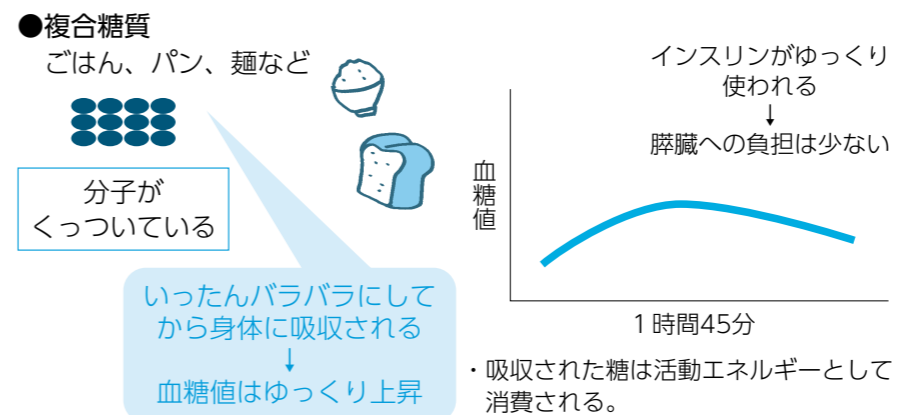 ●複合糖質
ごはん、パン、麺など
分子が
くっついている
いったんバラバラにして
から身体に吸収される
↓
血糖値はゆっくり上昇
インスリンがゆっくり
使われる
↓
膵臓への負担は少ない
血糖値
1時間45分
・吸収された糖は活動エネルギーとして
消費される。